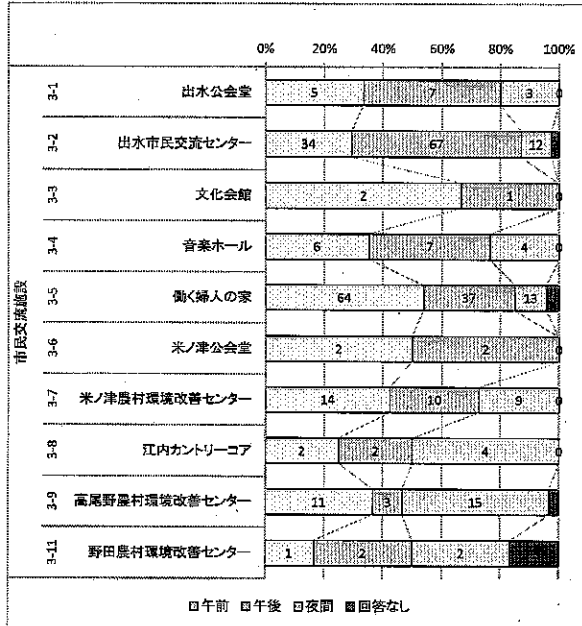 0% 20% 40% 60% 80% 100%
市民交流施設
3-1 出水公会堂 5 7 3 0
3-2 出水市民交流センター 34 67 12
3-3 文化会館 2 1 0
3-4 音楽ホール 6 7 4 0
3-5 働く婦人の家 64 37 13
3-6 米ノ津公会堂 2 2 0
3-7 米ノ津農村環境改善センター 14 10 9 0
3-8 江内カントリーコア 2 2 4 0
3-9 高尾野農村環境改善センター 11 3 15
3-11 野田農村環境改善センター 1 2 2
午前 午後 夜間 回答なし